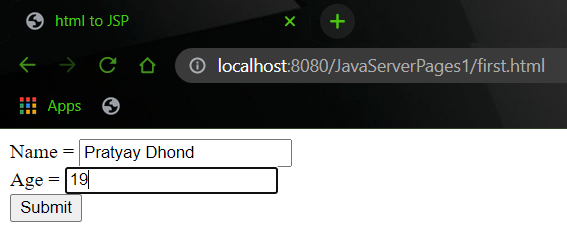 html to JSP
localhost:8080/JavaServerPages1/first.html
Apps
Name = Pratyay Dhond
Age = 19
Submit